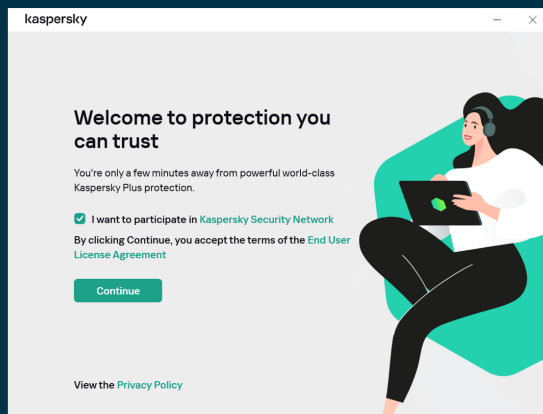 kaspersky
Welcome to protection you
can trust
You're only a few minutes away from powerful world-class
Kaspersky Plus protection.
I want to participate in Kaspersky Security Network
By clicking Continue, you accept the terms of the End User
License Agreement
Continue
View the Privacy Policy